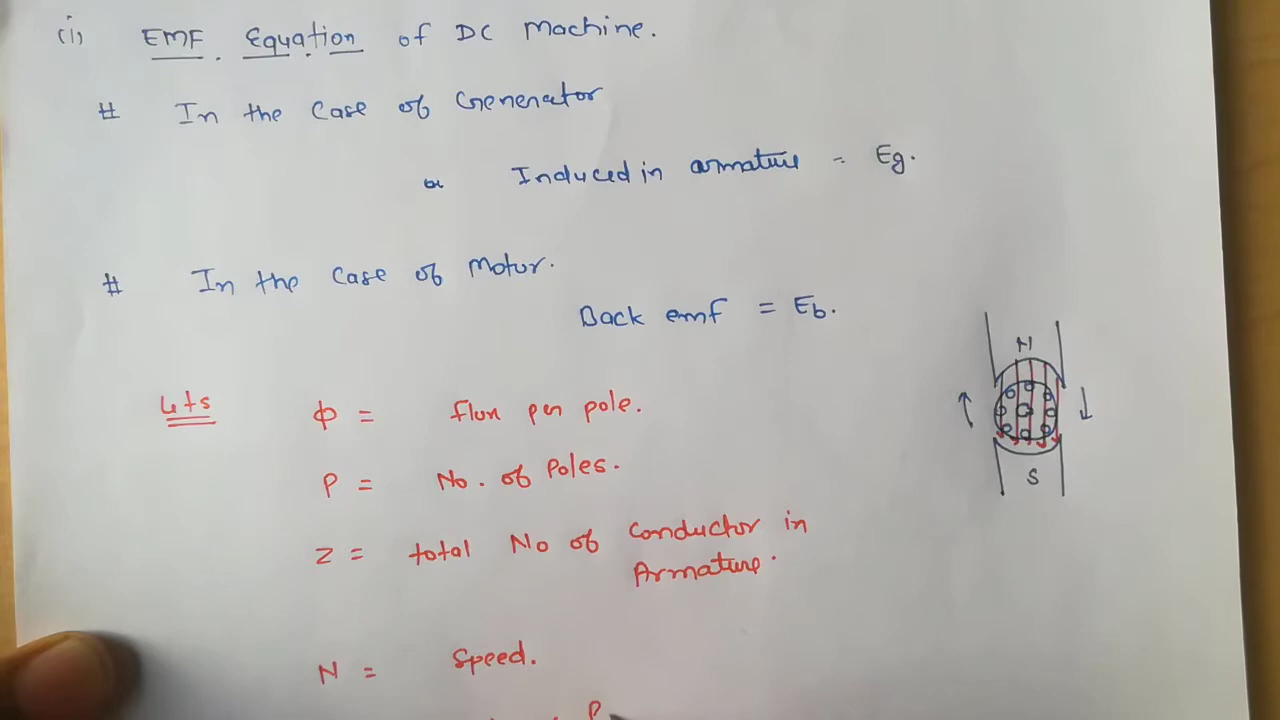 (i) EMF Equation of DC Machine.
# In the Case of Generator
or Induced in armature = Eg.
# In the Case of Motor.
Back emf = Eb.
Lets φ = flux per pole.
P = No. of Poles.
Z = total No of Conductor in
Armature.
N = Speed.
P
N
S